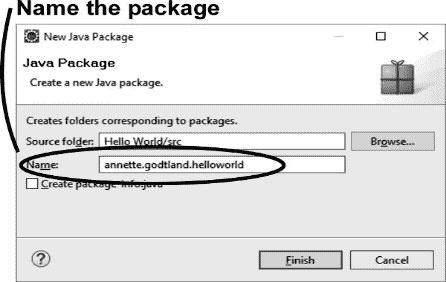 Name the package
New Java Package
Java Package
Create a new Java package.
Creates folders corresponding to packages.
Source folder: Hello World/src Browse...
Name: annette.godtland.helloworld
Create package-info.java
? Finish Cancel